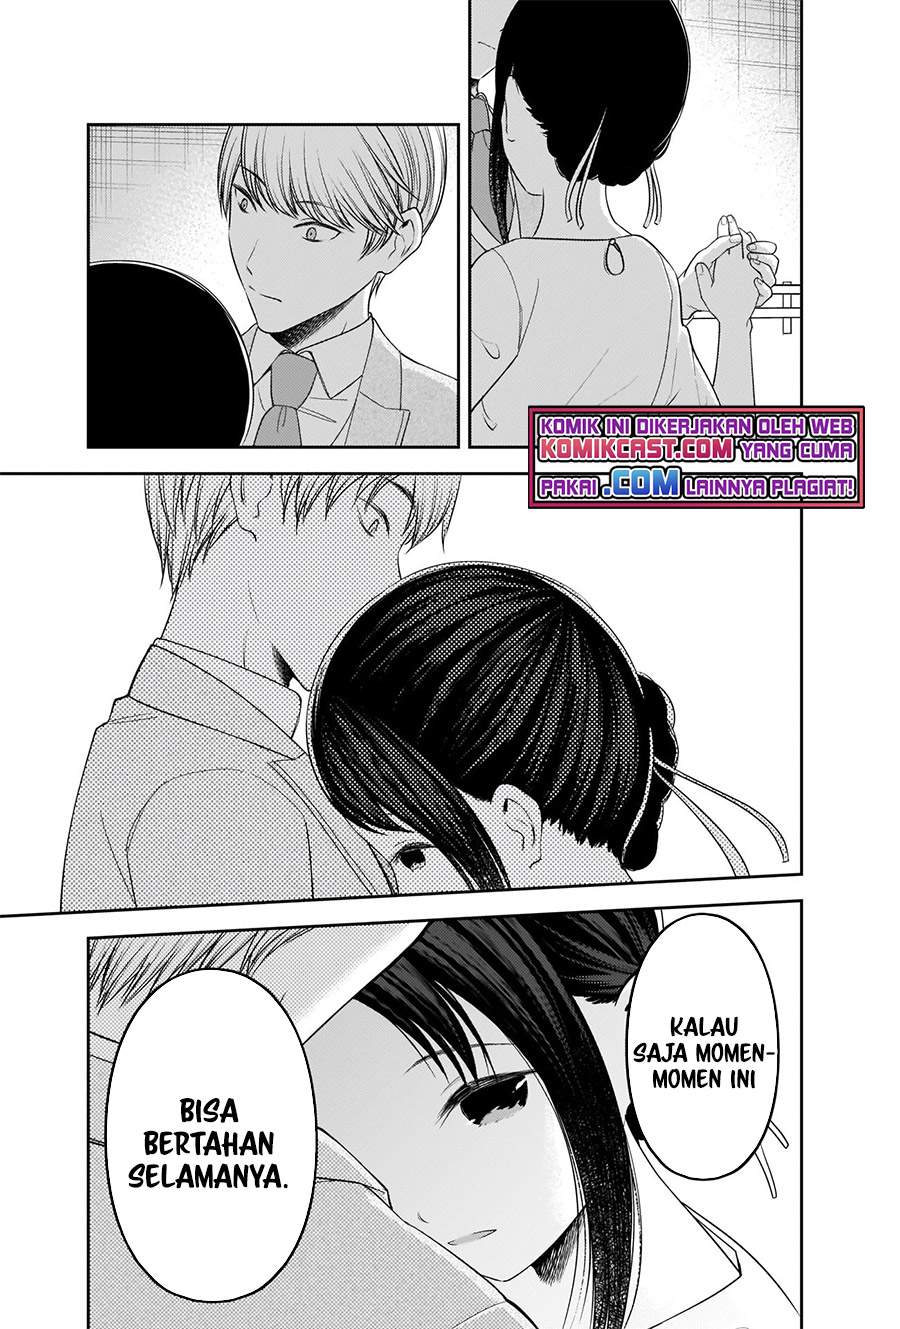 KOMIK INI DIKERJAKAN OLEH WEB
KOMIKCAST.COM YANG CUMA
PAKAI .COM LAINNYA PLAGIAT!
KALAU
SAJA MOMEN-
MOMEN INI
BISA
BERTAHAN
SELAMANYA.